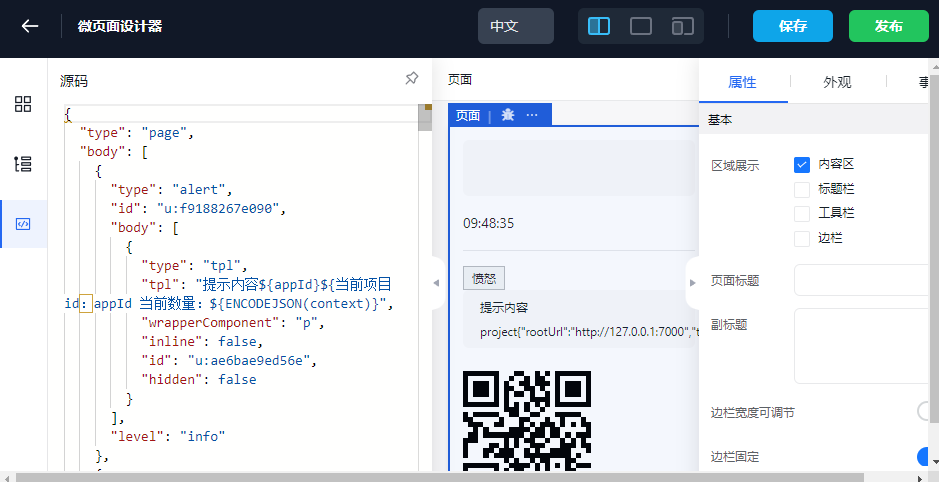 微页面设计器
中文
保存
发布
源码
{
"type": "page",
"body": [
{
"type": "alert",
"id": "u:f9188267e090",
"body": [
{
"type": "tpl",
"tpl": "提示内容${appId}${当前项目
id：appId 当前数量：${ENCODEJSON(context)}",
"wrapperComponent": "p",
"inline": false,
"id": "u:ae6bae9ed56e",
"hidden": false
}
],
"level": "info"
},
页面
页面
09:48:35
愤怒
提示内容
project{"rootUrl":"http://127.0.0.1:7000","t
属性
外观
基本
区域展示
内容区
标题栏
工具栏
边栏
页面标题
副标题
边栏宽度可调节
边栏固定